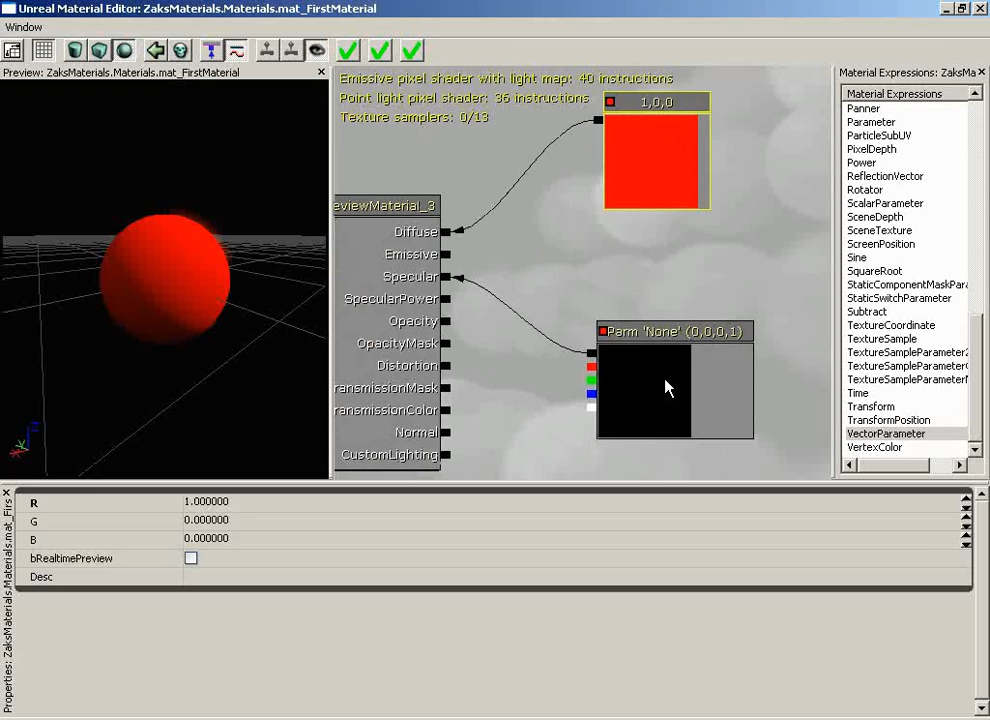 Unreal Material Editor: ZaksMaterials.Materials.mat_FirstMaterial
Window
Preview: ZaksMaterials.Materials.mat_FirstMaterial
Emissive pixel shader with light map: 40 instructions
Point light pixel shader: 36 instructions
Texture samplers: 0/13
1,0,0
eviewMaterial_3
Diffuse
Emissive
Specular
SpecularPower
Opacity
OpacityMask
Distortion
ransmissionMask
ransmissionColor
Normal
CustomLighting
Parm 'None' (0,0,0,1)
Material Expressions: ZaksMa
Material Expressions
Panner
Parameter
ParticleSubUV
PixelDepth
Power
ReflectionVector
Rotator
ScalarParameter
SceneDepth
SceneTexture
ScreenPosition
Sine
SquareRoot
StaticComponentMaskPara
StaticSwitchParameter
Subtract
TextureCoordinate
TextureSample
TextureSampleParameter2
TextureSampleParameter
TextureSampleParameter
Time
Transform
TransformPosition
VectorParameter
VertexColor
Properties: ZaksMaterials.Materials.mat_Firs
R 1.000000
G 0.000000
B 0.000000
bRealtimePreview
Desc